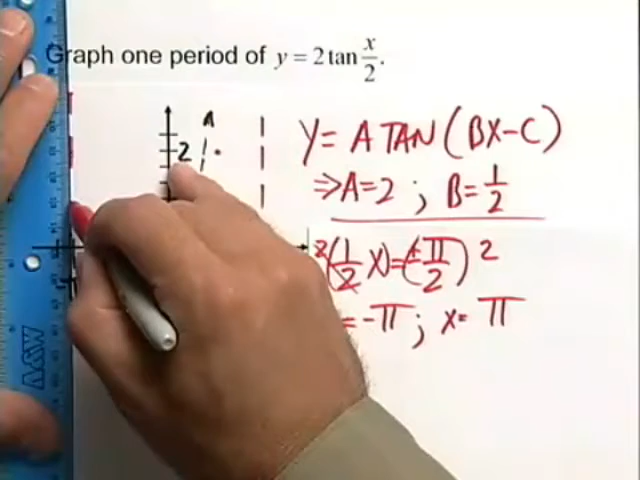 Graph one period of y = 2 tan x/2.
A
2
Y = A TAN (BX-C)
⇒ A=2 ; B = 1/2
2(1/2 X) = (±π/2) 2
= -π ; X = π